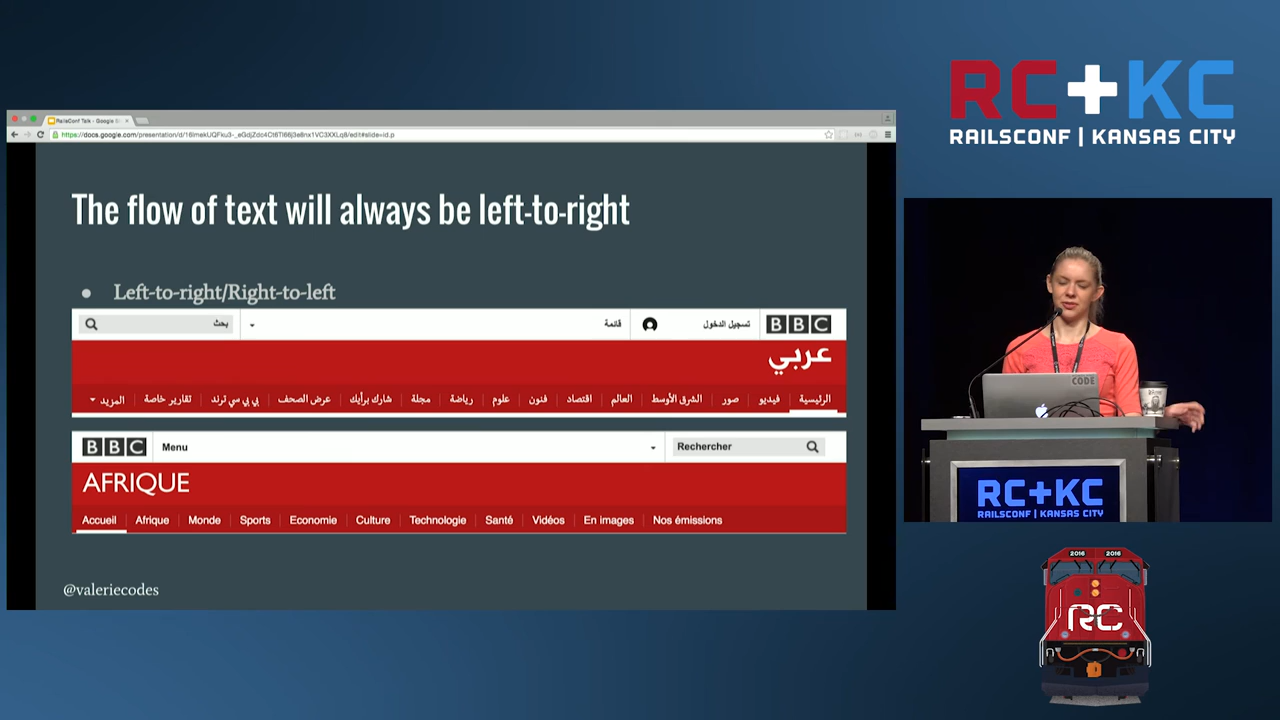 RC+KC
RAILSCONF | KANSAS CITY
The flow of text will always be left-to-right
● Left-to-right/Right-to-left
BBC تسجيل الدخول قائمة بحث
عربي
الرئيسية فيديو صور الشرق الأوسط العالم اقتصاد فنون علوم رياضة مجلة شارك برأيك عرض الصحف بي بي سي ترند تقارير خاصة المزيد
BBC Menu Rechercher
AFRIQUE
Accueil Afrique Monde Sports Economie Culture Technologie Santé Vidéos En images Nos émissions
@valeriecodes
CODE
RC+KC
RAILSCONF | KANSAS CITY
2016 2016
RC